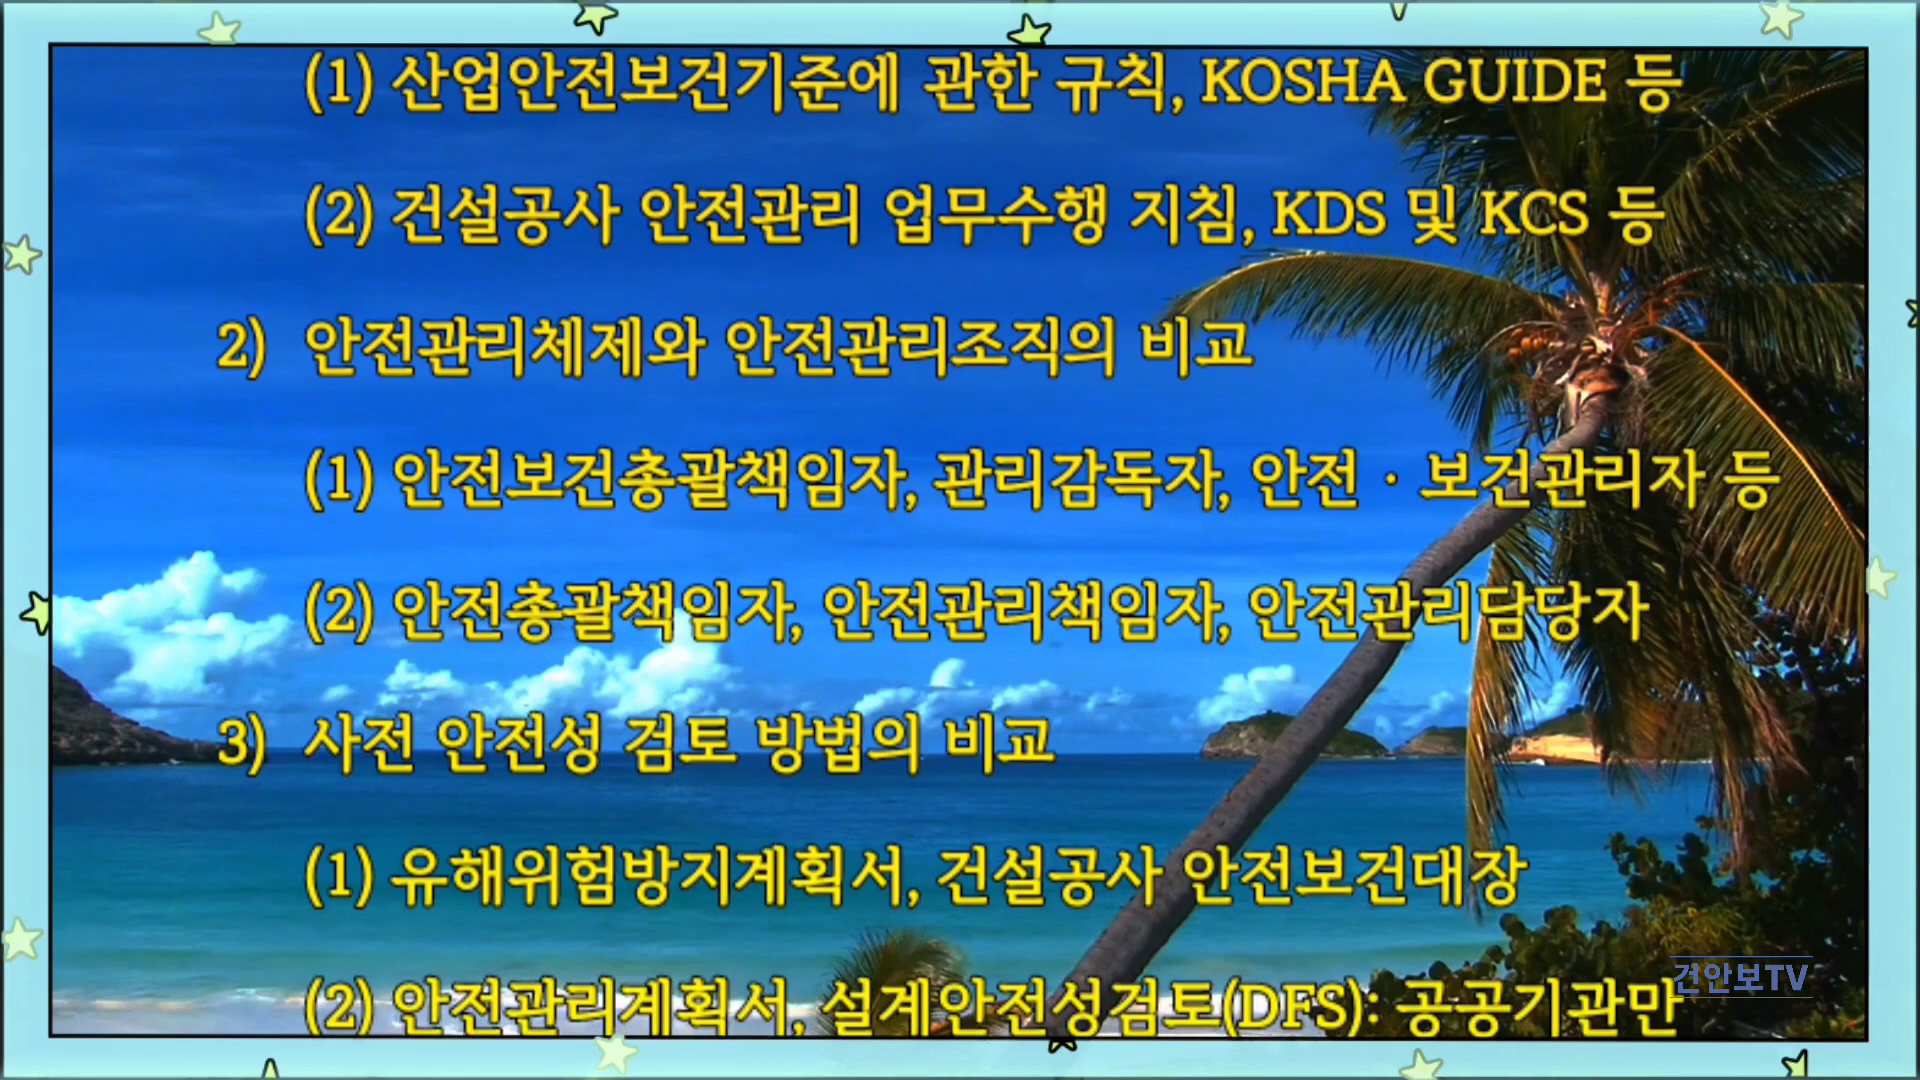 (1) 산업안전보건기준에 관한 규칙, KOSHA GUIDE 등
(2) 건설공사 안전관리 업무수행 지침, KDS 및 KCS 등
2) 안전관리체제와 안전관리조직의 비교
(1) 안전보건총괄책임자, 관리감독자, 안전 · 보건관리자 등
(2) 안전총괄책임자, 안전관리책임자, 안전관리담당자
3) 사전 안전성 검토 방법의 비교
(1) 유해위험방지계획서, 건설공사 안전보건대장
(2) 안전관리계획서, 설계안전성검토(DFS): 공공기관만
건안보TV